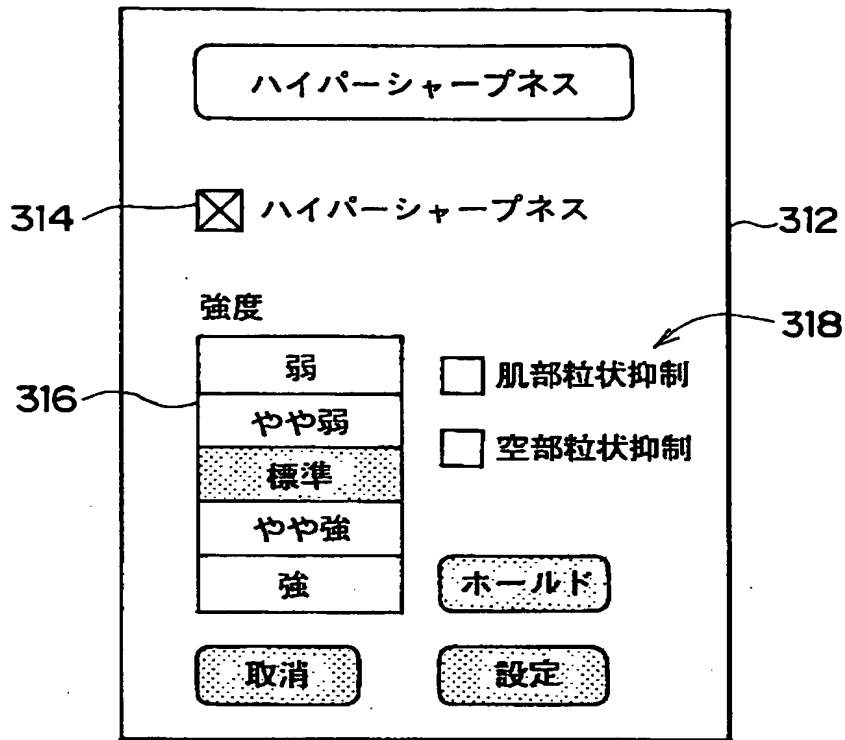 ハイパーシャープネス
314
ハイパーシャープネス
312
強度
318
弱
肌部粒状抑制
316
やや弱
空部粒状抑制
標準
やや強
強
ホールド
取消
設定